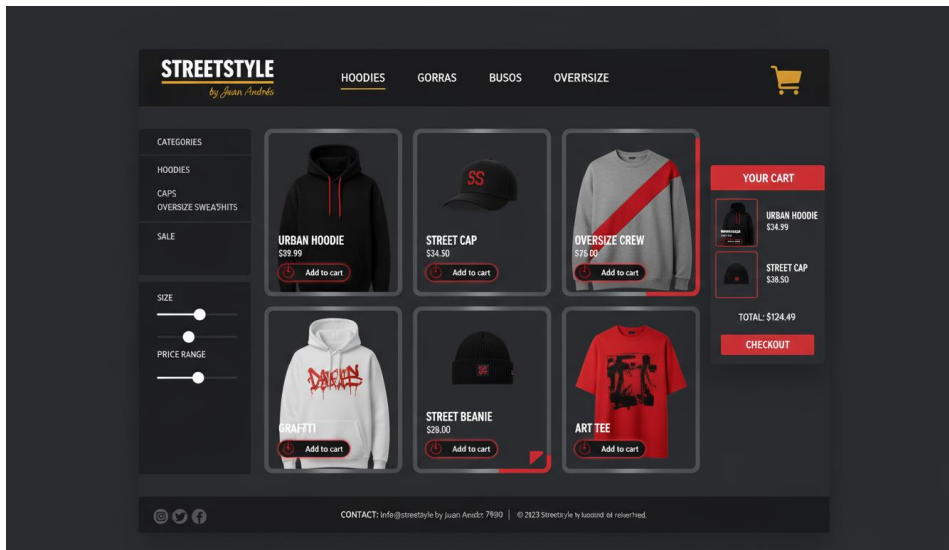 STREETSTYLE
by Juan Andrés
HOODIES GORRAS BUSOS OVERRSIZE
CATEGORIES
HOODIES
CAPS
OVERSIZE
SALE
SIZE
PRICE RANGE
URBAN HOODIE
$39.99
Add to cart
STREET CAP
$34.50
Add to cart
OVERSIZE CREW
Add to cart
Add to cart
STREET BEANIE
$28.00
Add to cart
ART TEE
Add to cart
SS
YOUR CART
URBAN HOODIE
$34.99
STREET CAP
$38.50
TOTAL: $124.49
CHECKOUT
CONTACT: by Juan